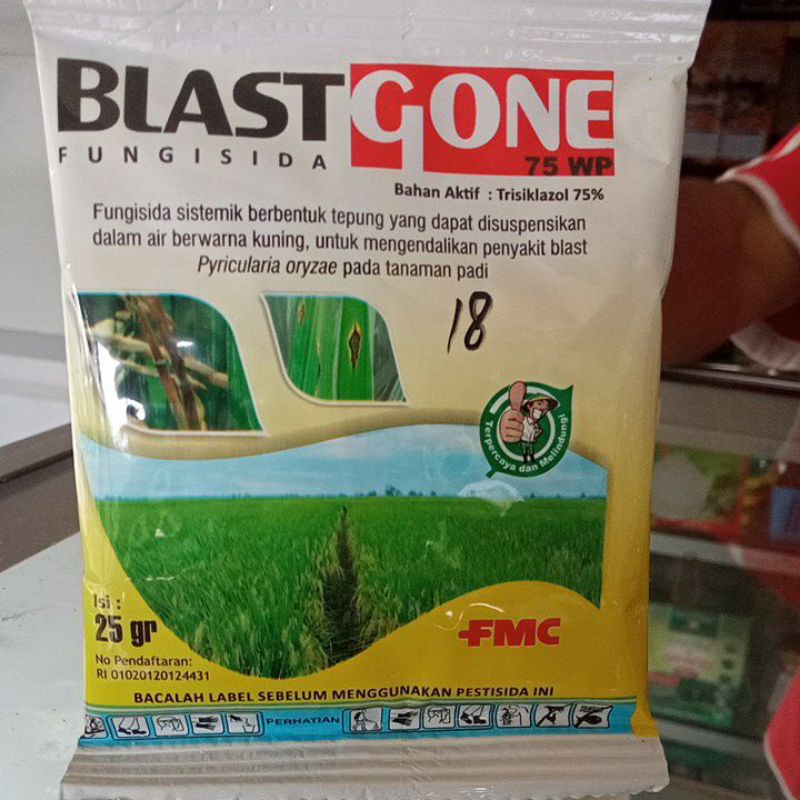 BLASTGONE
FUNGISIDA
75 WP
Bahan Aktif : Trisiklazol 75%
Fungisida sistemik berbentuk tepung yang dapat disuspensikan
dalam air berwarna kuning, untuk mengendalikan penyakit blast
Pyricularia oryzae pada tanaman padi
18
Terpercaya dan Melindungi
Isi :
25 gr
FMC
No Pendaftaran:
RI 01020120124431
BACALAH LABEL SEBELUM MENGGUNAKAN PESTISIDA INI
PERHATIAN